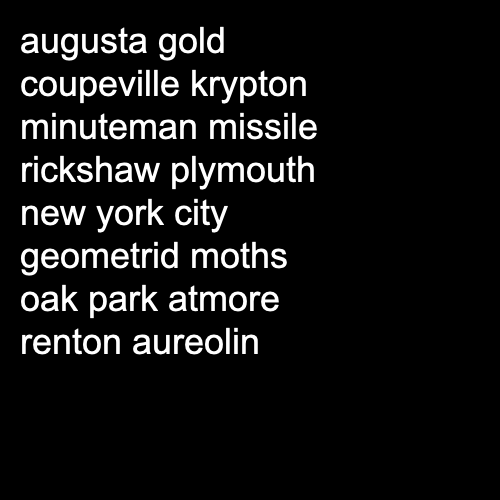 augusta gold
coupeville krypton
minuteman missile
rickshaw plymouth
new york city
geometrid moths
oak park atmore
renton aureolin